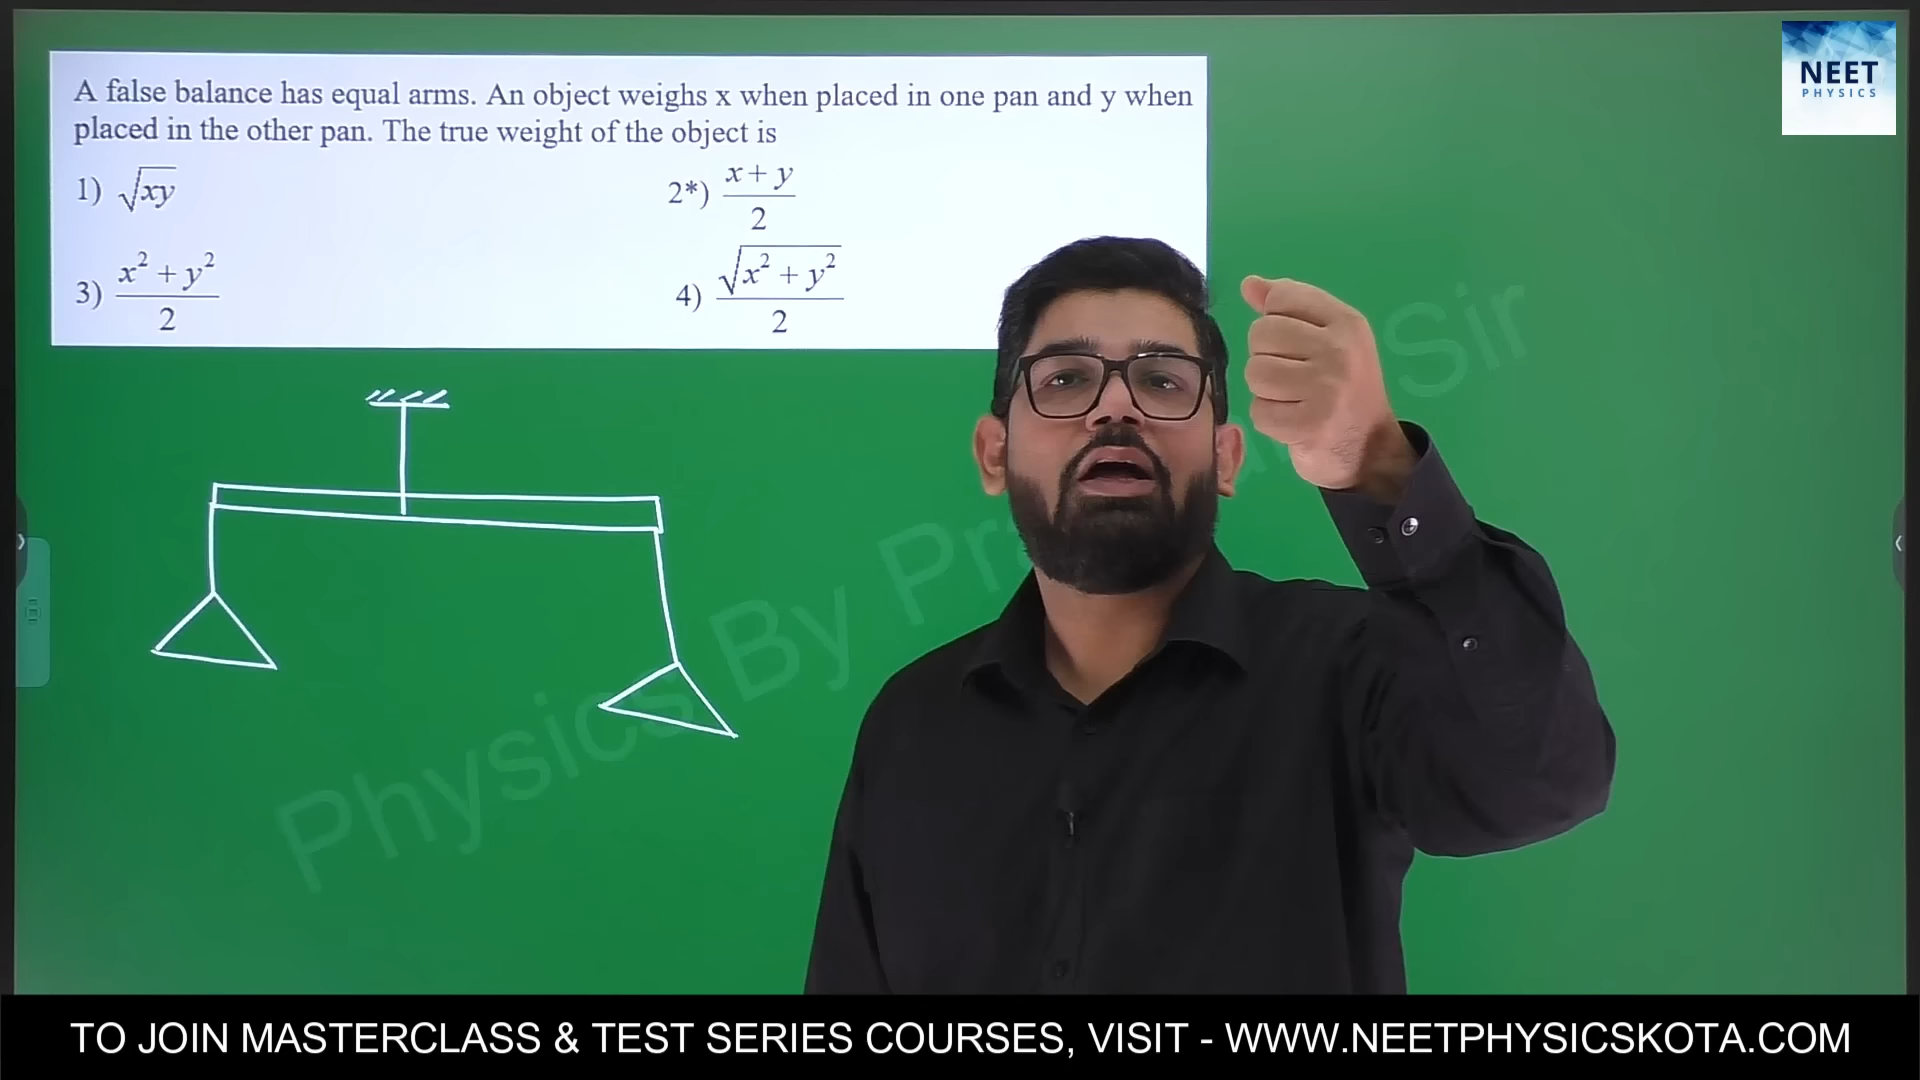 NEET
PHYSICS
A false balance has equal arms. An object weighs x when placed in one pan and y when
placed in the other pan. The true weight of the object is
1) √xy
2*) x + y / 2
3) x² + y² / 2
4) √x² + y² / 2
Physics By Pra Sir
TO JOIN MASTERCLASS & TEST SERIES COURSES, VISIT - WWW.NEETPHYSICSKOTA.COM